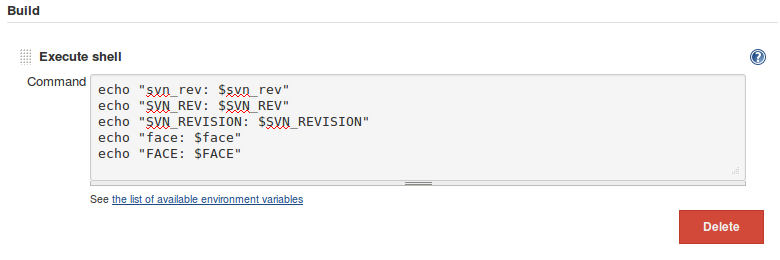 Build
Execute shell
?
Command
echo "svn_rev: $svn_rev"
echo "SVN_REV: $SVN_REV"
echo "SVN_REVISION: $SVN_REVISION"
echo "face: $face"
echo "FACE: $FACE"
See the list of available environment variables
Delete